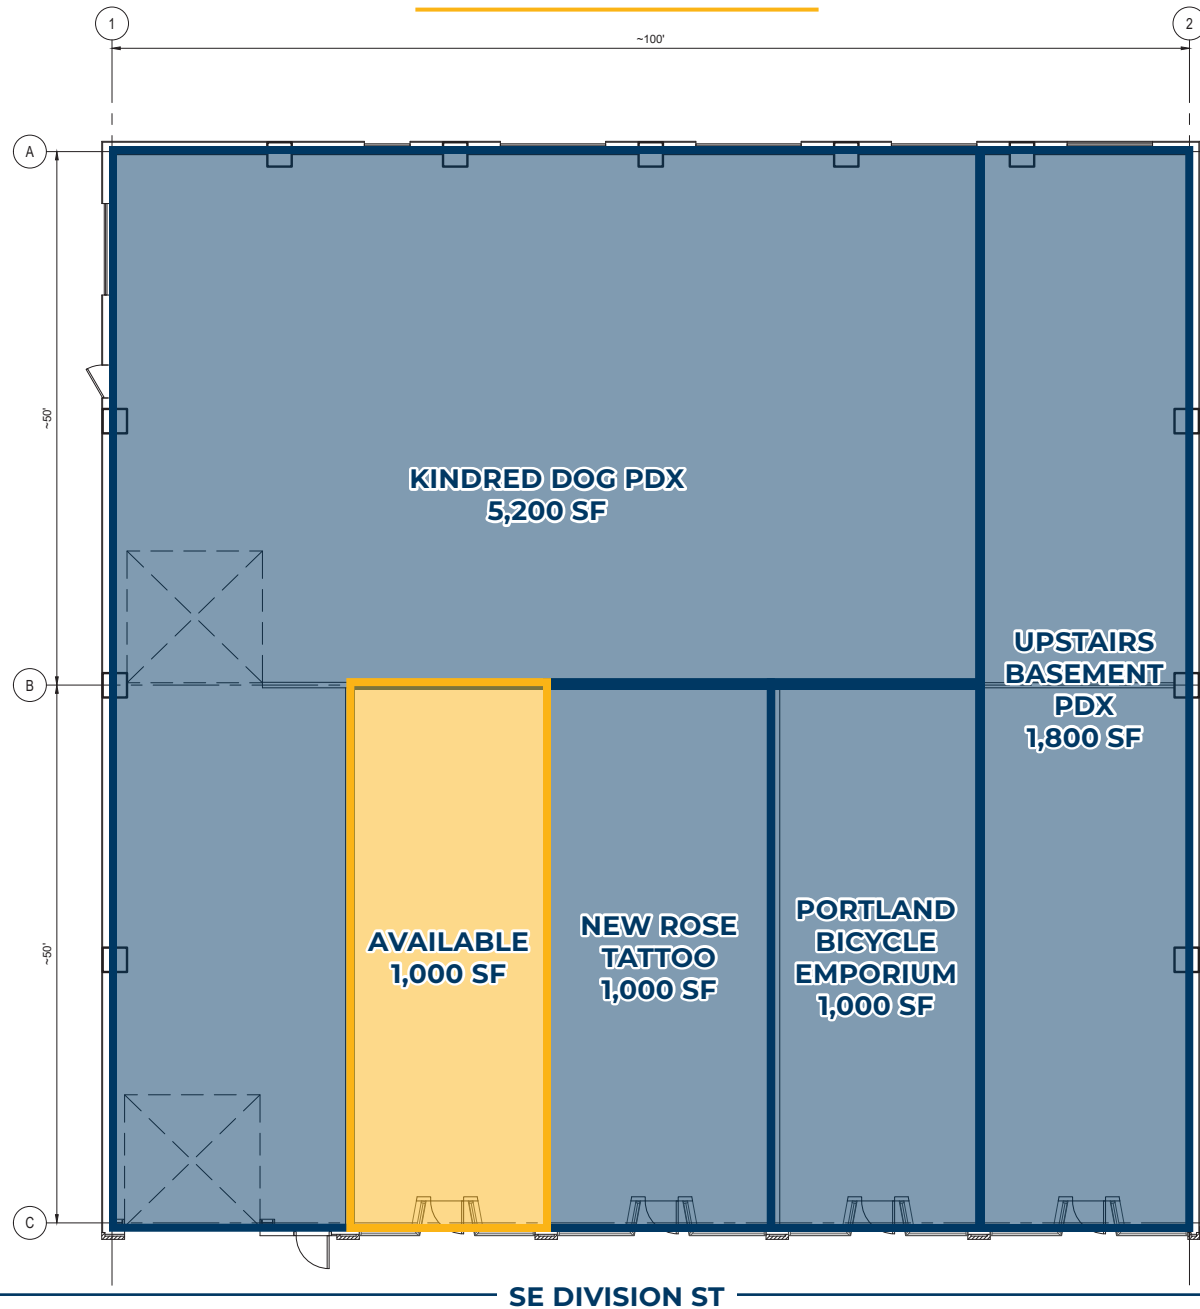 1
2
~100'
A
~50'
KINDRED DOG PDX
5,200 SF
UPSTAIRS
BASEMENT
PDX
1,800 SF
B
AVAILABLE
1,000 SF
NEW ROSE
TATTOO
1,000 SF
PORTLAND
BICYCLE
EMPORIUM
1,000 SF
~50'
C
SE DIVISION ST